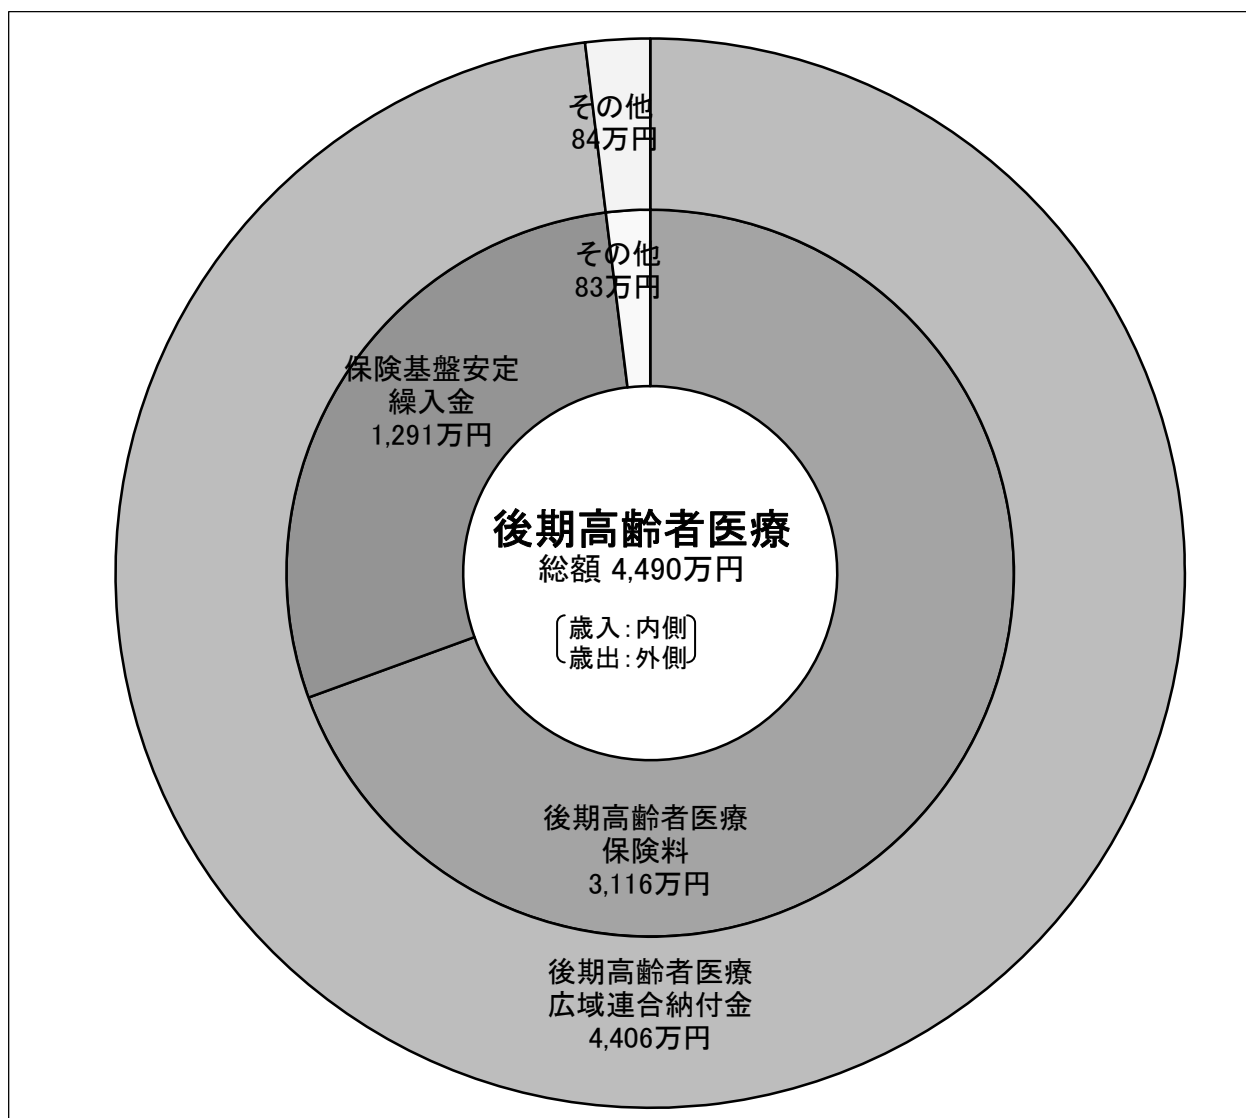 その他
84万円
その他
83万円
保険基盤安定
繰入金
1,291万円
後期高齢者医療
総額 4,490万円
歳入：内側
歳出：外側
後期高齢者医療
保険料
3,116万円
後期高齢者医療
広域連合納付金
4,406万円